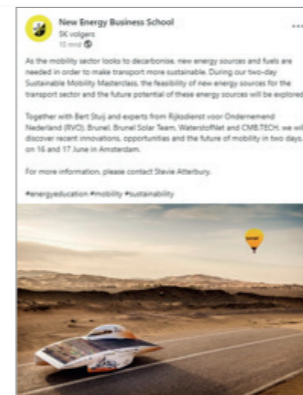 New Energy Business School
5K volgers
10 mnd
As the mobility sector looks to decarbonise, new energy sources and fuels are
needed in order to make transport more sustainable. During our two-day
Sustainable Mobility Masterclass, the feasibility of new energy sources for the
transport sector and the future potential of these energy sources will be explored
Together with Bert Stuij and experts from Rijksdienst voor Ondernemend
Nederland (RVO), Brunel, Brunel Solar Team, WaterstofNet and CMB.TECH, we will
discover recent innovations, opportunities and the future of mobility in two days,
on 16 and 17 June in Amsterdam.
For more information, please contact Stevie Atterbury.
#energyeducation #mobility #sustainability